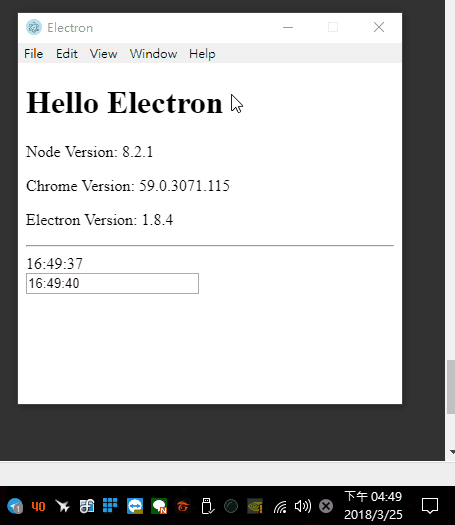 Electron
File Edit View Window Help
Hello Electron
Node Version: 8.2.1
Chrome Version: 59.0.3071.115
Electron Version: 1.8.4
16:49:37
16:49:40
40
下午 04:49
2018/3/25